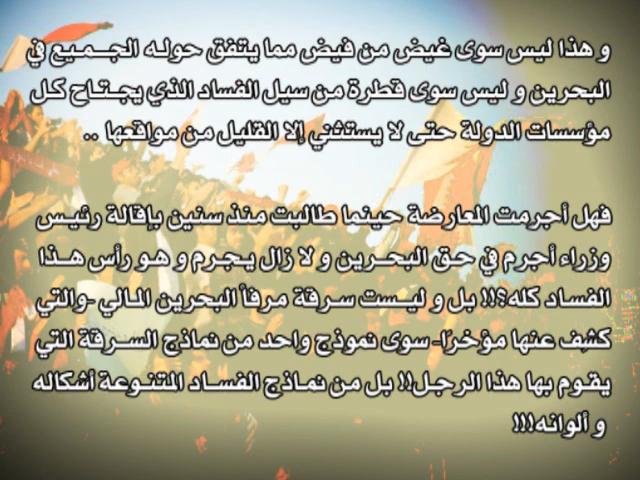 و هذا ليس سوى غيض من فيض مما يتفق حوله الجميع في
البحرين و ليس سوى قطرة من سيل الفساد الذي يجتاح كل
مؤسسات الدولة حتى لا يستثني إلا القليل من مواقعها ..
فهل أجرمت المعارضة حينما طالبت منذ سنين بإقالة رئيس
وزراء أجرم في حق البحرين و لا زال يجرم و هو رأس هذا
الفساد كله؟!! بل و ليست سرقة مرفأ البحرين المالي -والتي
كشِف عنها مؤخرًا- سوى نموذج واحد من نماذج السرقة التي
يقوم بها هذا الرجل!! بل من نماذج الفساد المتنوعة أشكاله
و ألوانه!!!